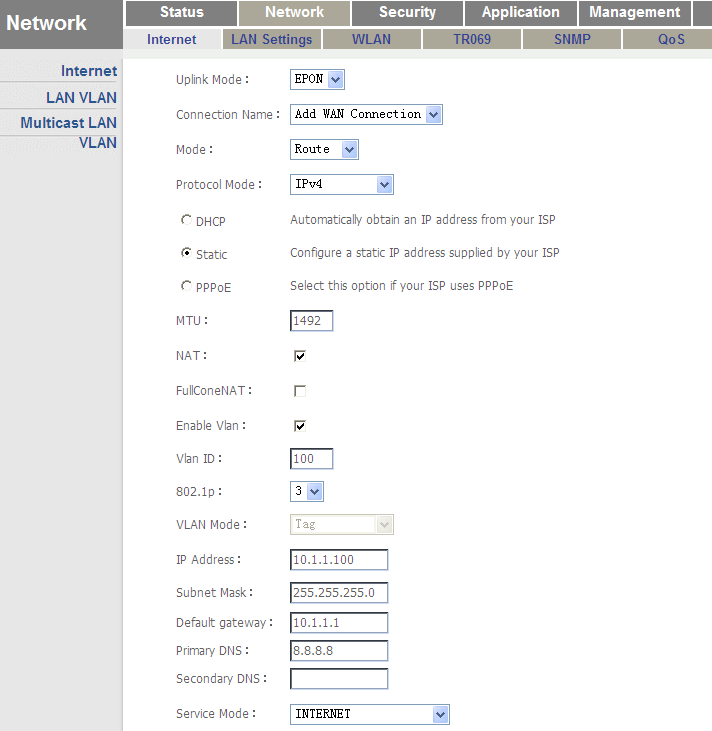 Network
Status Network Security Application Management
Internet LAN Settings WLAN TR069 SNMP QoS
Internet
LAN VLAN
Multicast LAN
VLAN
Uplink Mode: EPON
Connection Name: Add WAN Connection
Mode: Route
Protocol Mode: IPv4
DHCP Automatically obtain an IP address from your ISP
Static Configure a static IP address supplied by your ISP
PPPoE Select this option if your ISP uses PPPoE
MTU: 1492
NAT:
FullConeNAT:
Enable Vlan:
Vlan ID: 100
802.1p: 3
VLAN Mode: Tag
IP Address: 10.1.1.100
Subnet Mask: 255.255.255.0
Default gateway: 10.1.1.1
Primary DNS: 8.8.8.8
Secondary DNS:
Service Mode: INTERNET